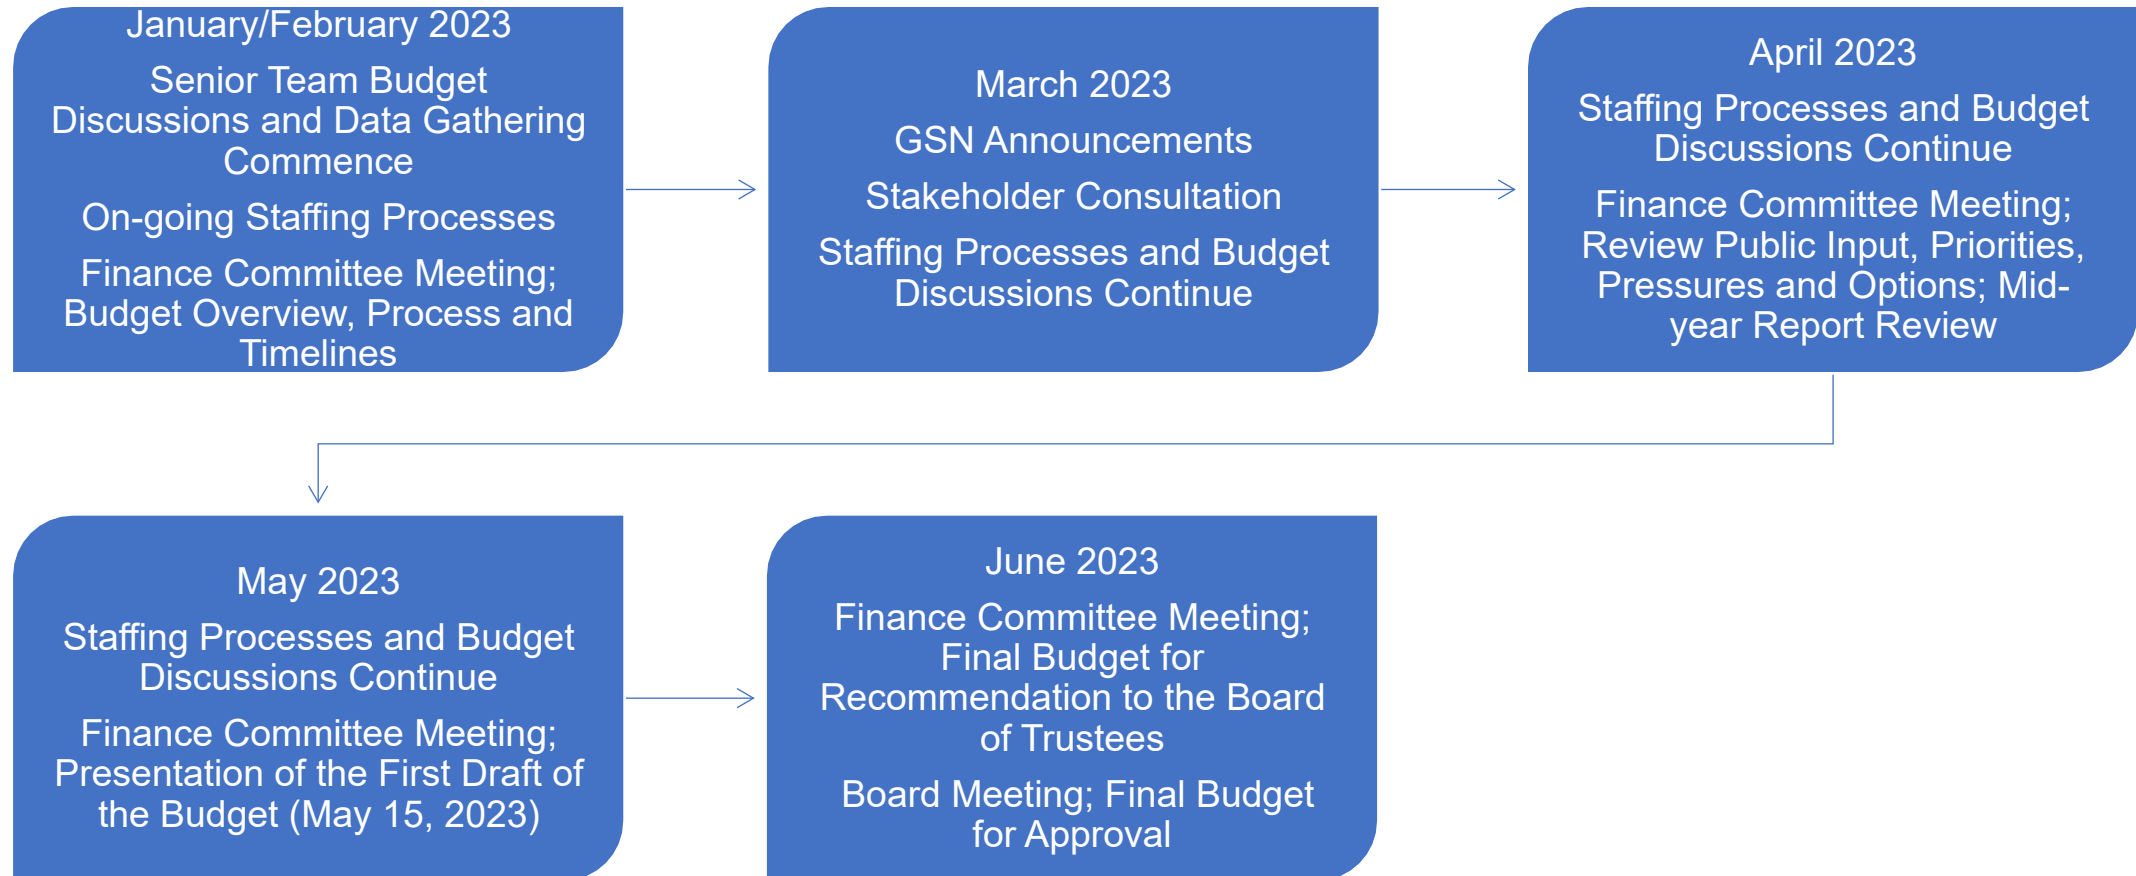 January/February 2023
Senior Team Budget
Discussions and Data Gathering
Commence
On-going Staffing Processes
Finance Committee Meeting;
Budget Overview, Process and
Timelines
March 2023
GSN Announcements
Stakeholder Consultation
Staffing Processes and Budget
Discussions Continue
April 2023
Staffing Processes and Budget
Discussions Continue
Finance Committee Meeting;
Review Public Input, Priorities,
Pressures and Options; Mid-
year Report Review
May 2023
Staffing Processes and Budget
Discussions Continue
Finance Committee Meeting;
Presentation of the First Draft of
the Budget (May 15, 2023)
June 2023
Finance Committee Meeting;
Final Budget for
Recommendation to the Board
of Trustees
Board Meeting; Final Budget
for Approval